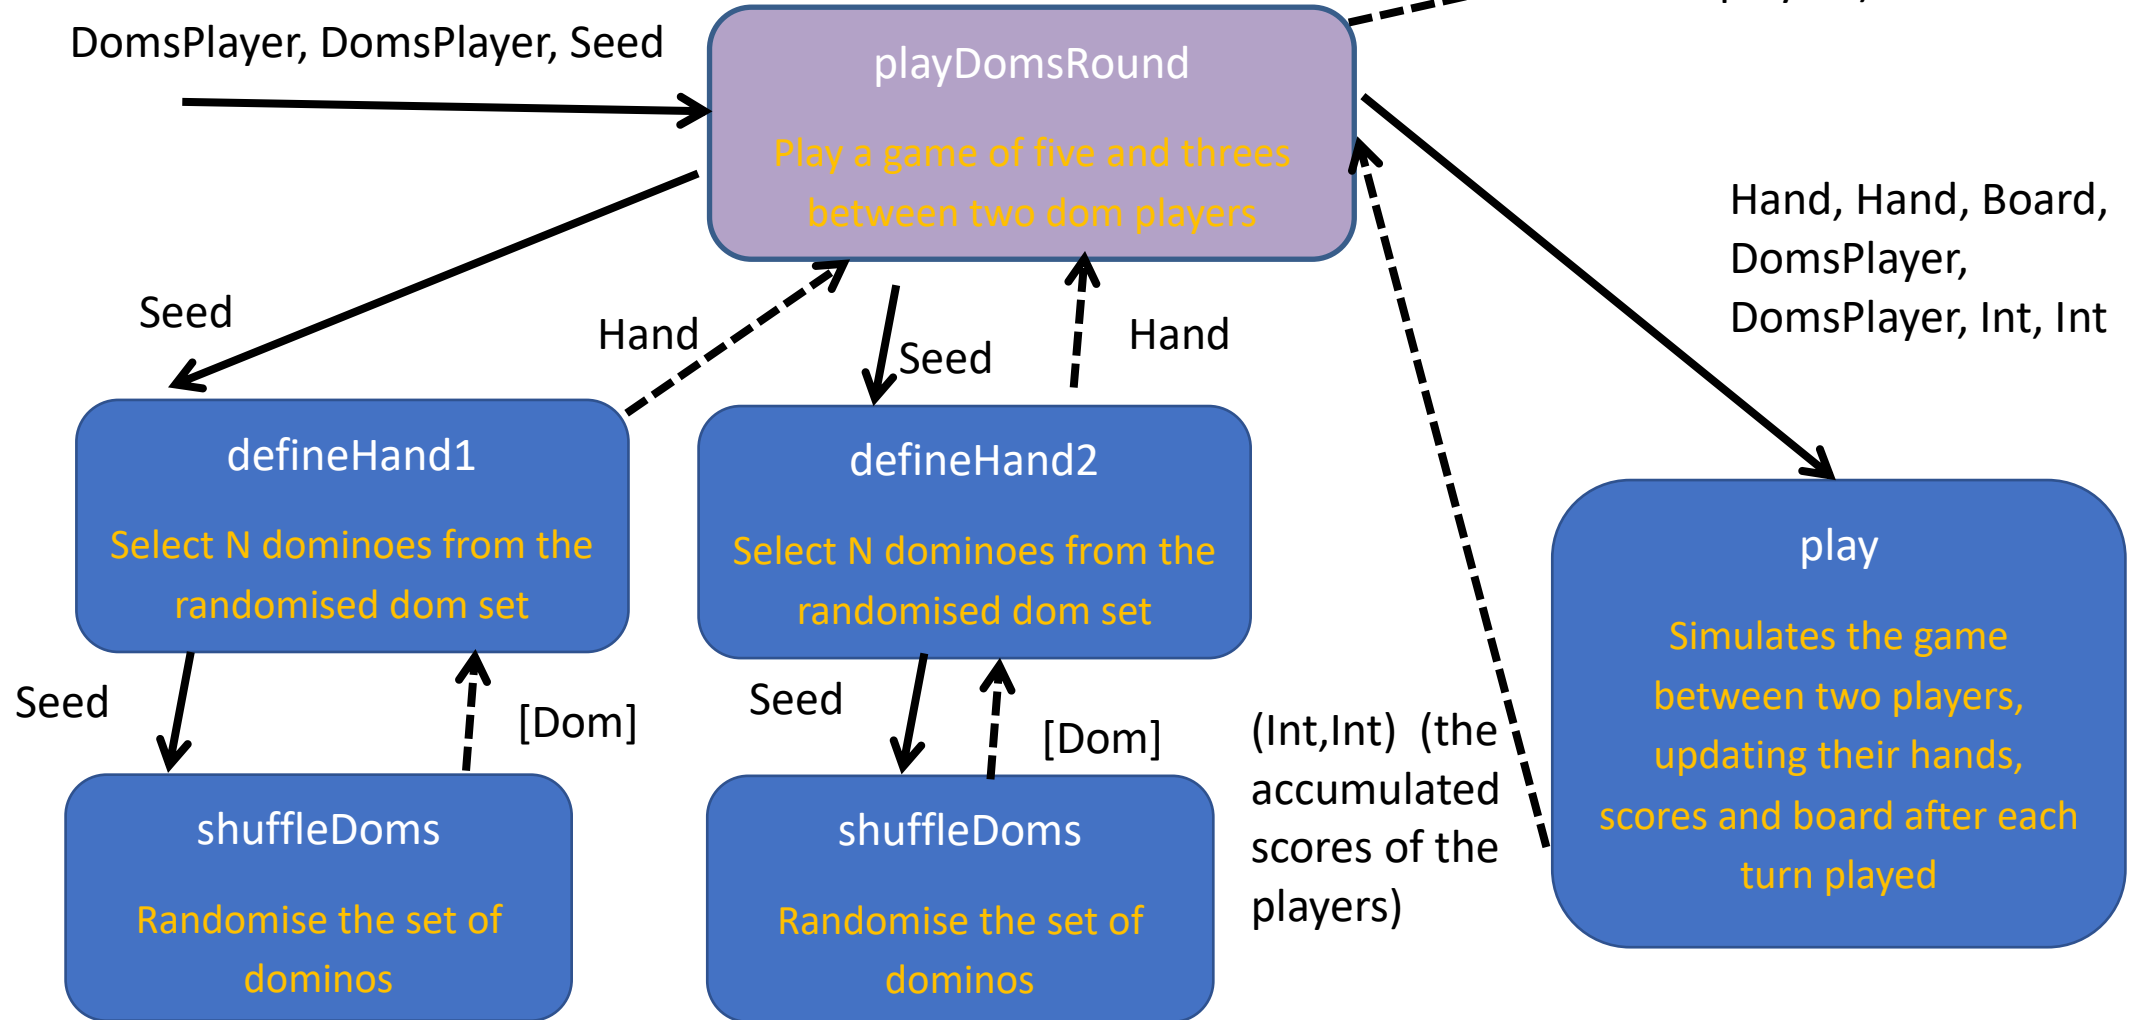 DomsPlayer, DomsPlayer, Seed
playDomsRound
Play a game of five and threes
between two dom players
Hand, Hand, Board,
DomsPlayer,
DomsPlayer, Int, Int
Seed
Hand
Seed
Hand
defineHand1
Select N dominoes from the
randomised dom set
defineHand2
Select N dominoes from the
randomised dom set
play
Simulates the game
between two players,
updating their hands,
scores and board after each
turn played
Seed
[Dom]
Seed
[Dom]
(Int,Int) (the
accumulated
scores of the
players)
shuffleDoms
Randomise the set of
dominos
shuffleDoms
Randomise the set of
dominos